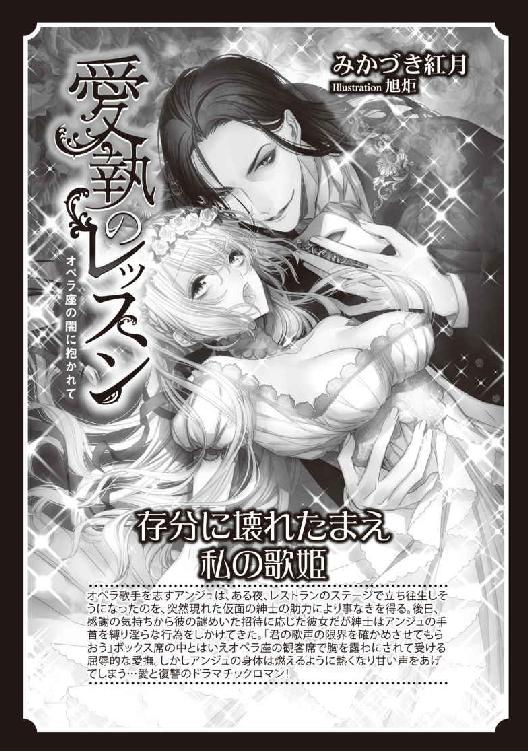 愛執のレッスン
オペラ座の闇に抱かれて
みかづき紅月
Illustration 旭炬
存分に壊れたまえ
私の歌姫
オペラ歌手を志すアンジュは、ある夜、レストランのステージで立ち往生しそ
うになったのを、突然現れた仮面の紳士の助力により事なきを得る。後日、
感謝の気持ちから彼の謎めいた招待に応じた彼女だが紳士はアンジュの手
首を縛り淫らな行為をしかけてきた。「君の歌声の限界を確かめさせてもら
おう」ボックス席の中とはいえオペラ座の観客席で胸を露わにされて受ける
屈辱的な愛撫。しかしアンジュの身体は燃えるように熱くなり甘い声をあげ
てしまう…愛と復讐のドラマチックロマン！